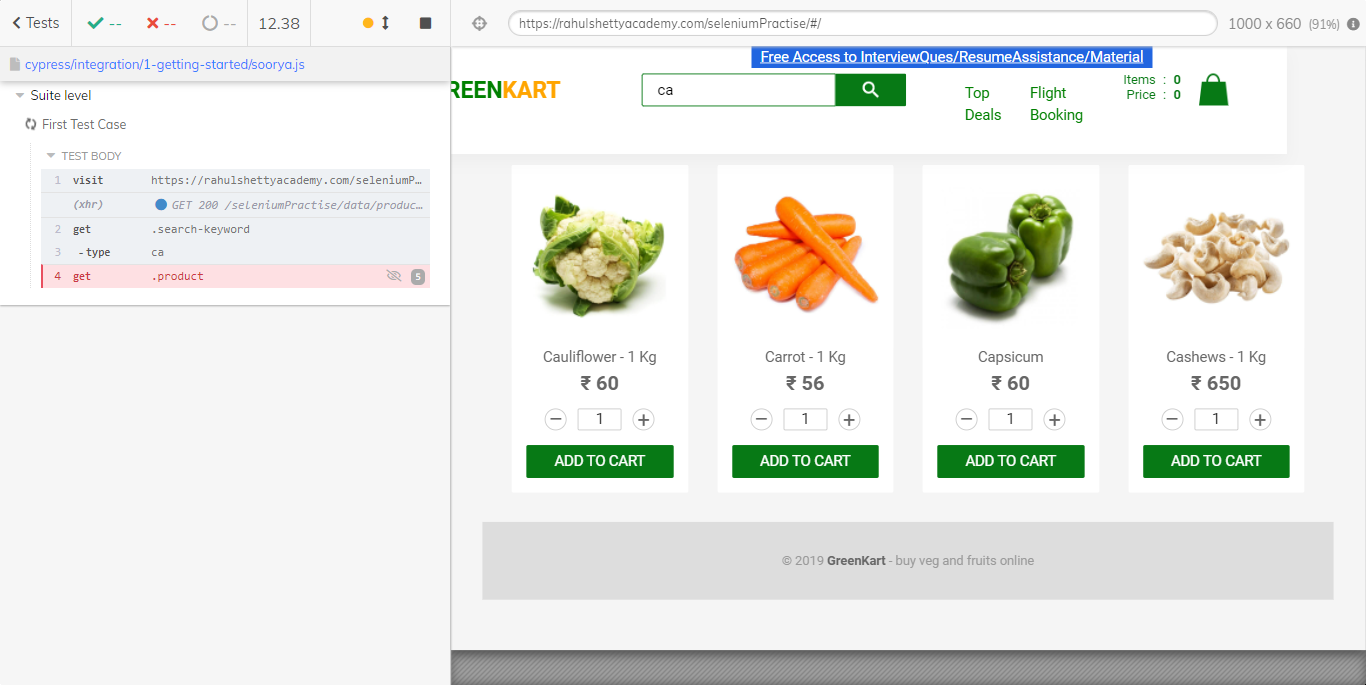 Tests -- -- -- 12.38
https://rahulshettyacademy.com/seleniumPractise/#/ 1000 x 660 (91%)
cypress/integration/1-getting-started/soorya.js
Suite level
First Test Case
TEST BODY
1 visit https://rahulshettyacademy.com/seleniumP…
(xhr) GET 200 /seleniumPractise/data/produc…
2 get .search-keyword
3 -type ca
4 get .product 5
Free Access to InterviewQues/ResumeAssistance/Material
REENKART
ca
Top
Deals
Flight
Booking
Items : 0
Price : 0
Cauliflower - 1 Kg
₹ 60
− 1 +
ADD TO CART
Carrot - 1 Kg
₹ 56
− 1 +
ADD TO CART
Capsicum
₹ 60
− 1 +
ADD TO CART
Cashews - 1 Kg
₹ 650
− 1 +
ADD TO CART
© 2019 GreenKart - buy veg and fruits online